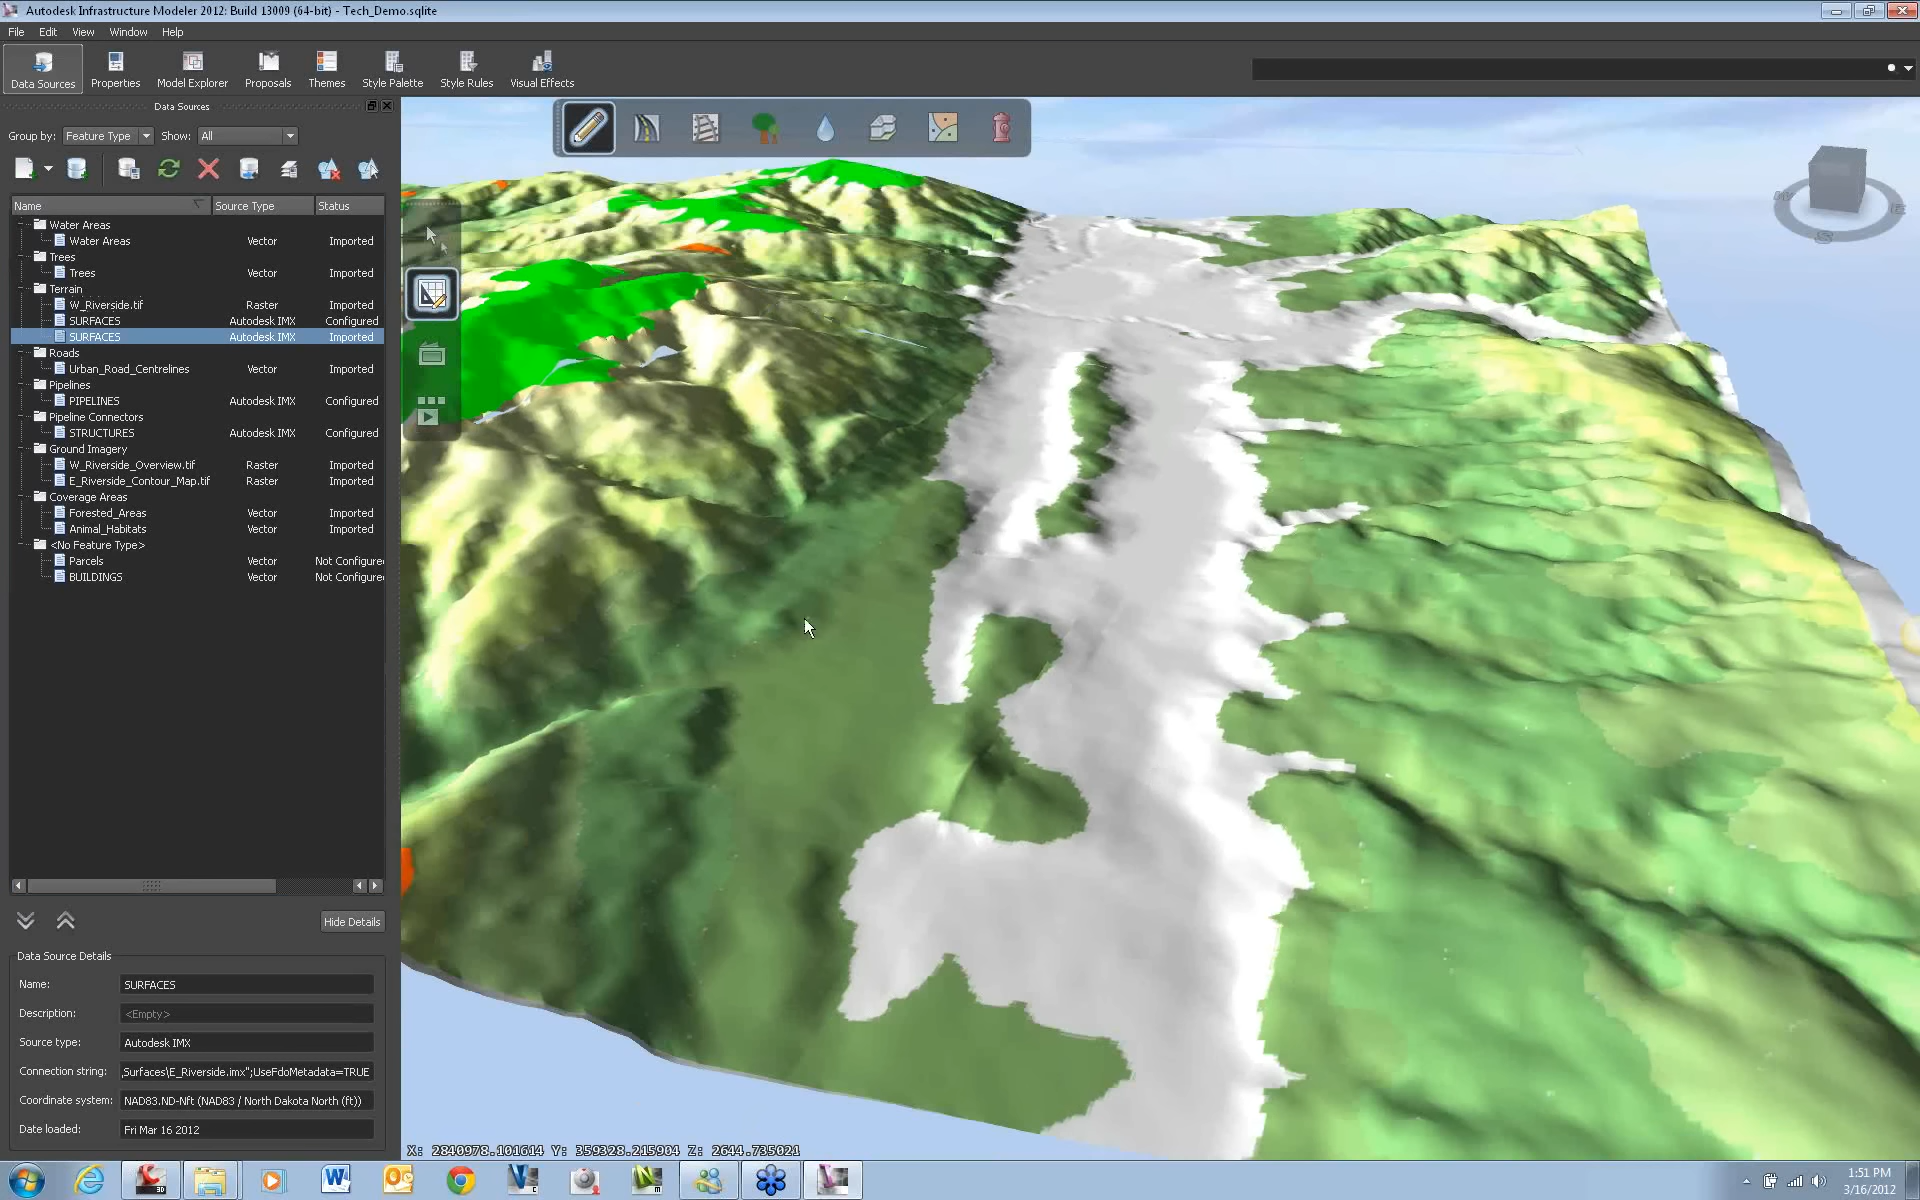 Autodesk Infrastructure Modeler 2012: Build 13009 (64-bit) - Tech_Demo.sqlite
File Edit View Window Help
Data Sources Properties Model Explorer Proposals Themes Style Palette Style Rules Visual Effects
Data Sources
Group by: Feature Type Show: All
Name Source Type Status
Water Areas
Water Areas Vector Imported
Trees
Trees Vector Imported
Terrain
W_Riverside.tif Raster Imported
SURFACES Autodesk IMX Configured
SURFACES Autodesk IMX Imported
Roads
Urban_Road_Centrelines Vector Imported
Pipelines
PIPELINES Autodesk IMX Configured
Pipeline Connectors
STRUCTURES Autodesk IMX Configured
Ground Imagery
W_Riverside_Overview.tif Raster Imported
E_Riverside_Contour_Map.tif Raster Imported
Coverage Areas
Forested_Areas Vector Imported
Animal_Habitats Vector Imported
<No Feature Type>
Parcels Vector Not Configure
BUILDINGS Vector Not Configure
Hide Details
Data Source Details
Name: SURFACES
Description: <Empty>
Source type: Autodesk IMX
Connection string: Surfaces\E_Riverside.imx";UseFdoMetadata=TRUE
Coordinate system: NAD83.ND-Nft (NAD83 / North Dakota North (ft))
Date loaded: Fri Mar 16 2012
W S E
X: 2840978.101614 Y: 359328.215904 Z: 2644.735021
1:51 PM
3/16/2012